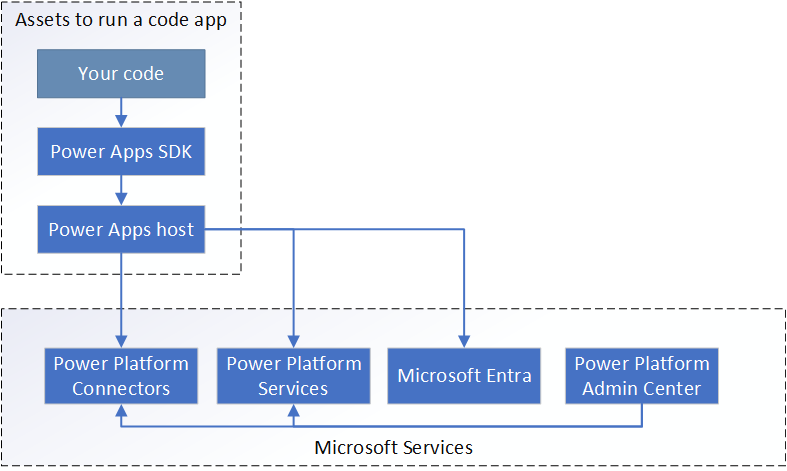 Assets to run a code app
Your code
Power Apps SDK
Power Apps host
Power Platform
Connectors
Power Platform
Services
Microsoft Entra
Power Platform
Admin Center
Microsoft Services